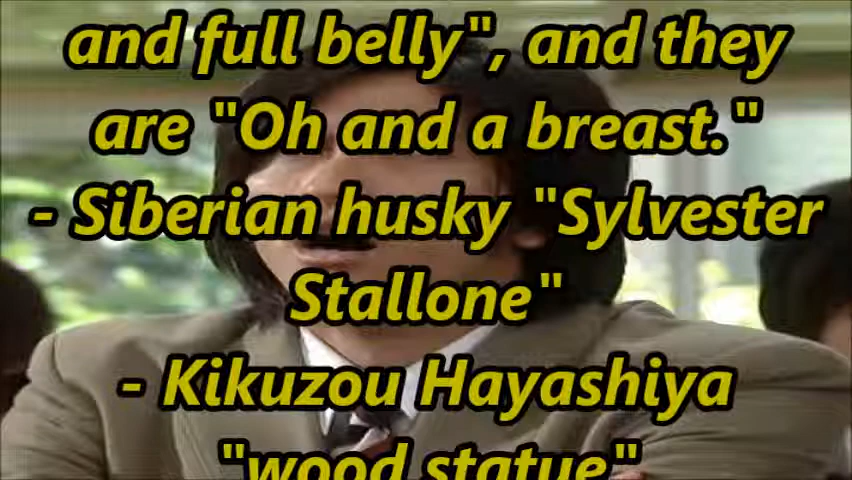 and full belly", and they
are "Oh and a breast."
- Siberian husky "Sylvester
Stallone"
- Kikuzou Hayashiya
"wood statue"